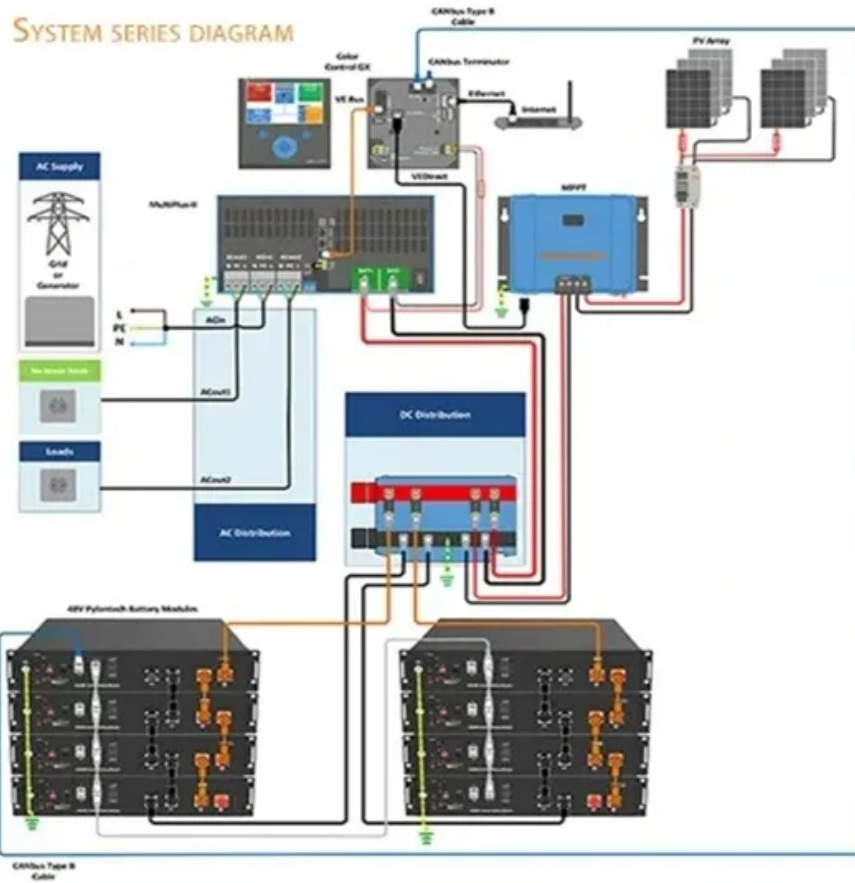 SYSTEM SERIES DIAGRAM
CANbus Type B
Cable
Color
Control GX
CANbus Terminator
PV Array
VE Bus
Ethernet
Internet
AC Supply
VEDirect
MPPT
MultiPlus-II
Grid
or
Generator
L
PE
N
ACin
ACout1
Loads
DC Distribution
ACout2
AC Distribution
48V Pylontech Battery Modules
CANbus Type B
Cable